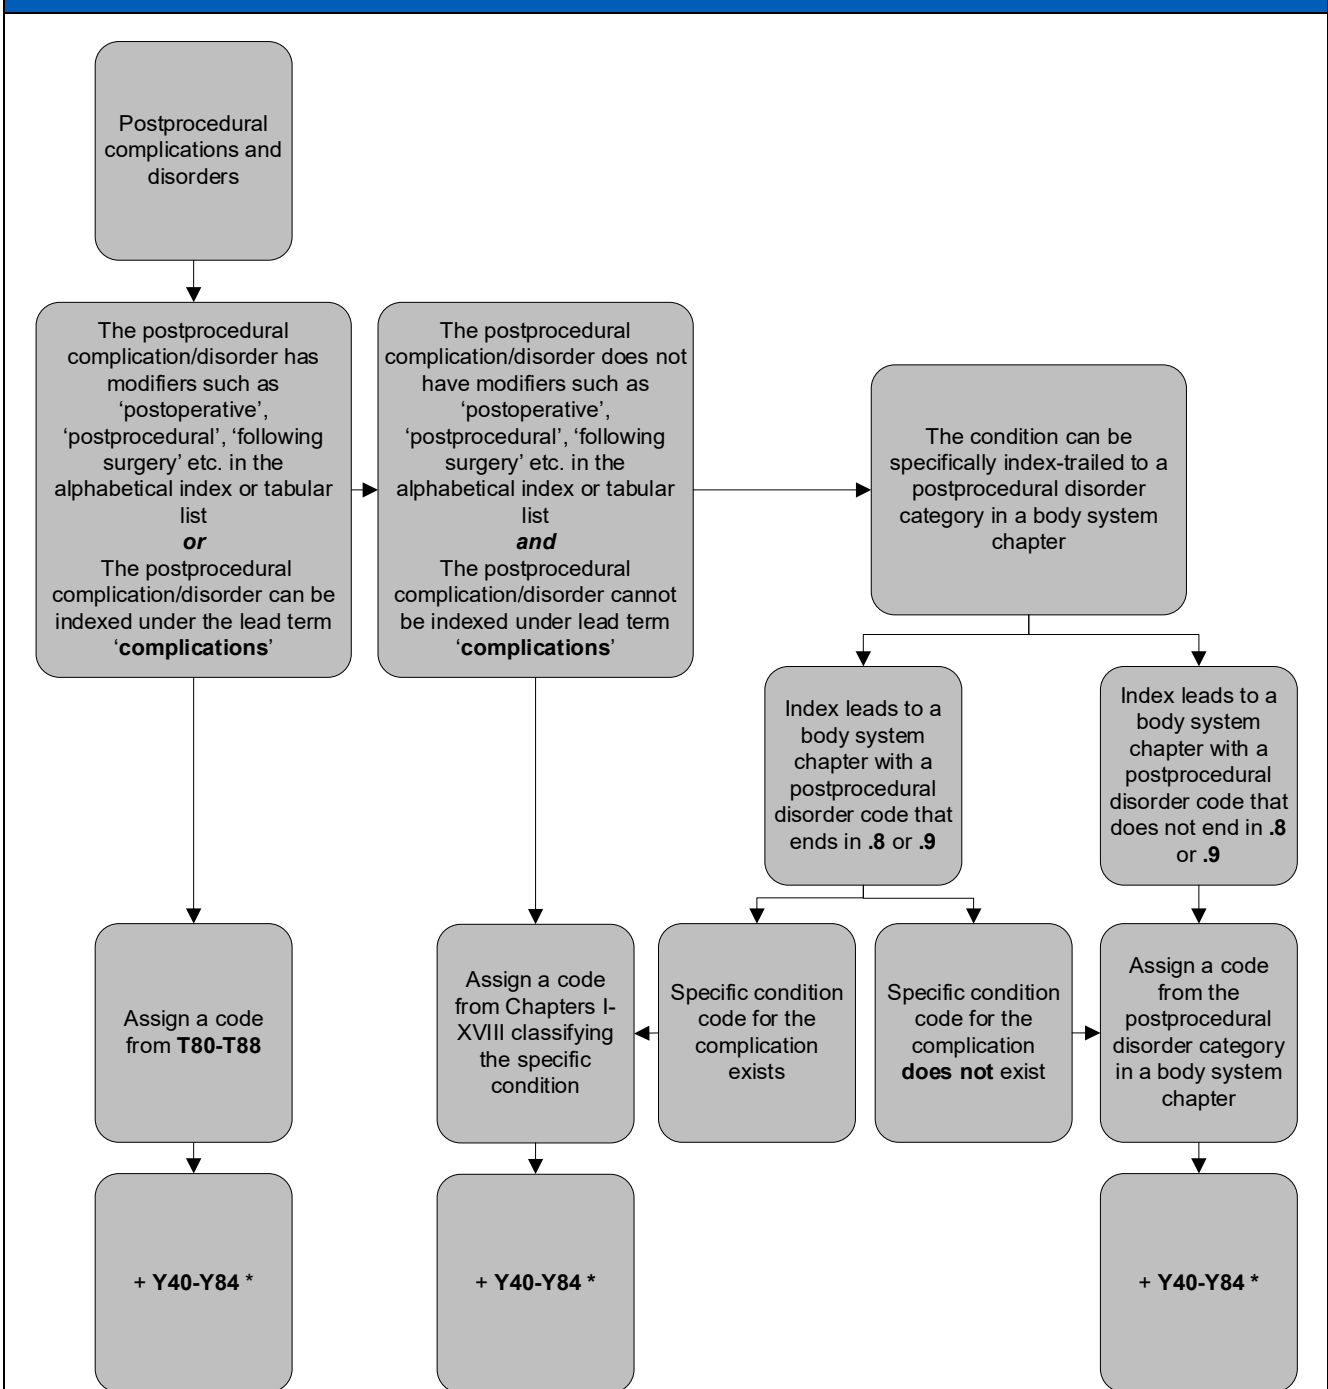 Postprocedural
complications and
disorders
The postprocedural
complication/disorder has
modifiers such as
‘postoperative’,
‘postprocedural’, ‘following
surgery’ etc. in the
alphabetical index or tabular
list
or
The postprocedural
complication/disorder can be
indexed under the lead term
‘complications’
The postprocedural
complication/disorder does not
have modifiers such as
‘postoperative’,
‘postprocedural’, ‘following
surgery’ etc. in the
alphabetical index or tabular
list
and
The postprocedural
complication/disorder cannot
be indexed under lead term
‘complications’
The condition can be
specifically index-trailed to a
postprocedural disorder
category in a body system
chapter
Index leads to a
body system
chapter with a
postprocedural
disorder code that
ends in .8 or .9
Index leads to a
body system
chapter with a
postprocedural
disorder code that
does not end in .8
or .9
Assign a code
from T80-T88
Assign a code
from Chapters I-
XVIII classifying
the specific
condition
Specific condition
code for the
complication
exists
Specific condition
code for the
complication
does not exist
Assign a code
from the
postprocedural
disorder category
in a body system
chapter
+ Y40-Y84 *
+ Y40-Y84 *
+ Y40-Y84 *